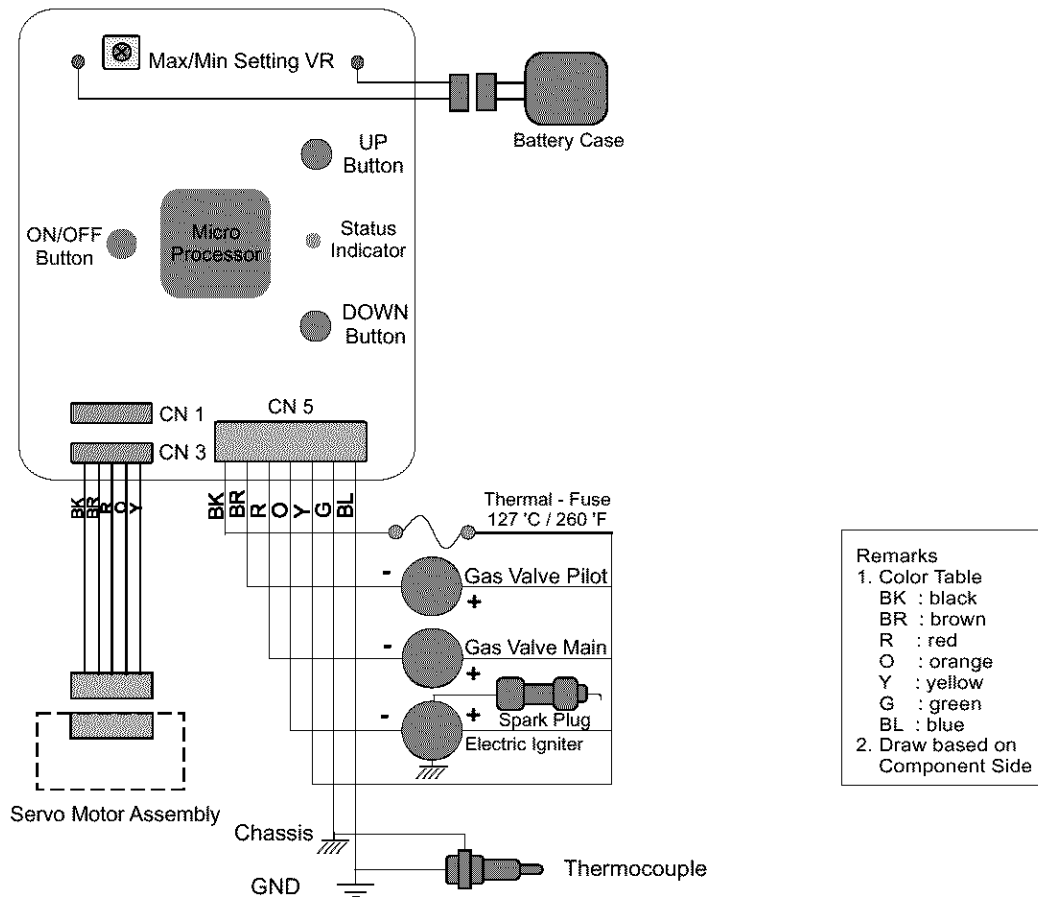 Max/Min Setting VR
Battery Case
UP
Button
ON/OFF
Button
Micro
Processor
Status
Indicator
DOWN
Button
CN 1
CN 3
CN 5
BK
BR
R
O
Y
BK
BR
R
O
Y
G
BL
Thermal - Fuse
127 'C / 260 'F
- Gas Valve Pilot
+
- Gas Valve Main
+
- +
Spark Plug
Electric Igniter
Servo Motor Assembly
Chassis
GND
Thermocouple
Remarks
1. Color Table
BK : black
BR : brown
R : red
O : orange
Y : yellow
G : green
BL : blue
2. Draw based on
Component Side